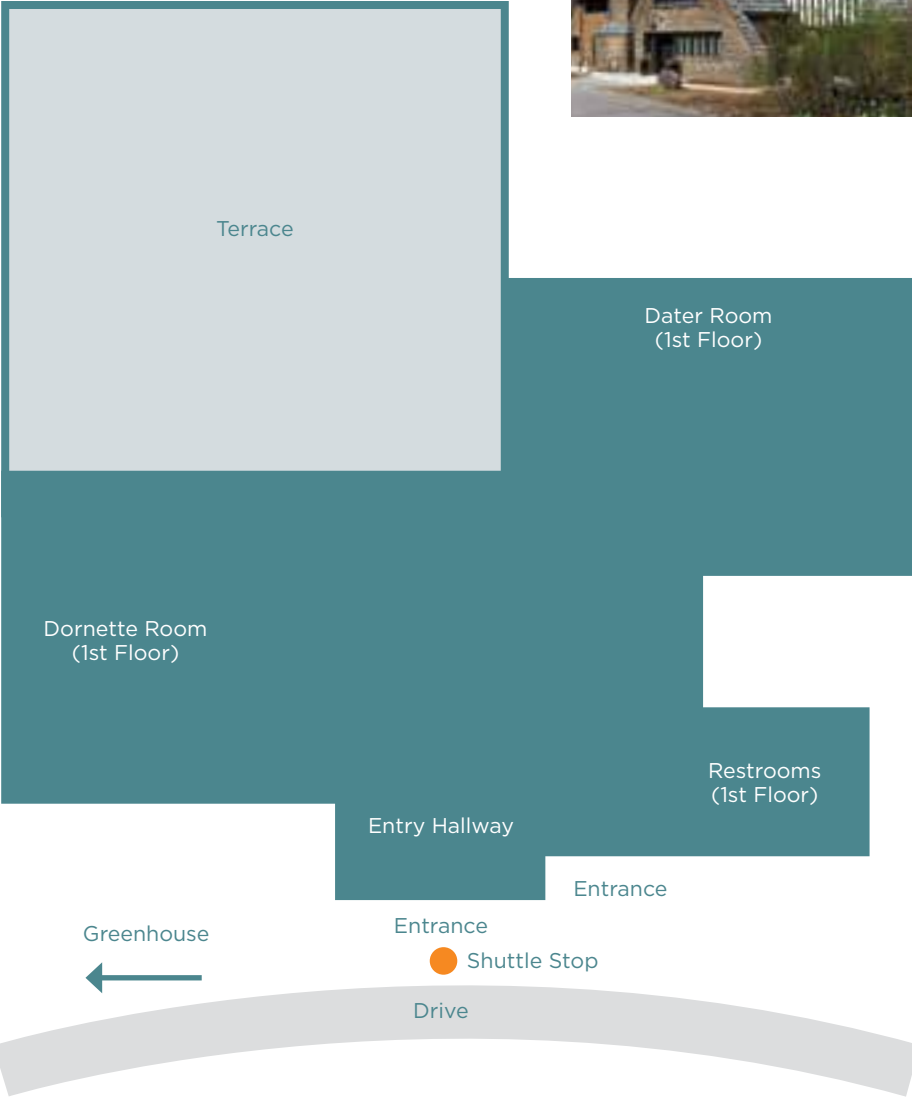 Terrace
Dater Room
(1st Floor)
Dornette Room
(1st Floor)
Restrooms
(1st Floor)
Entry Hallway
Entrance
Entrance
Greenhouse
Shuttle Stop
Drive